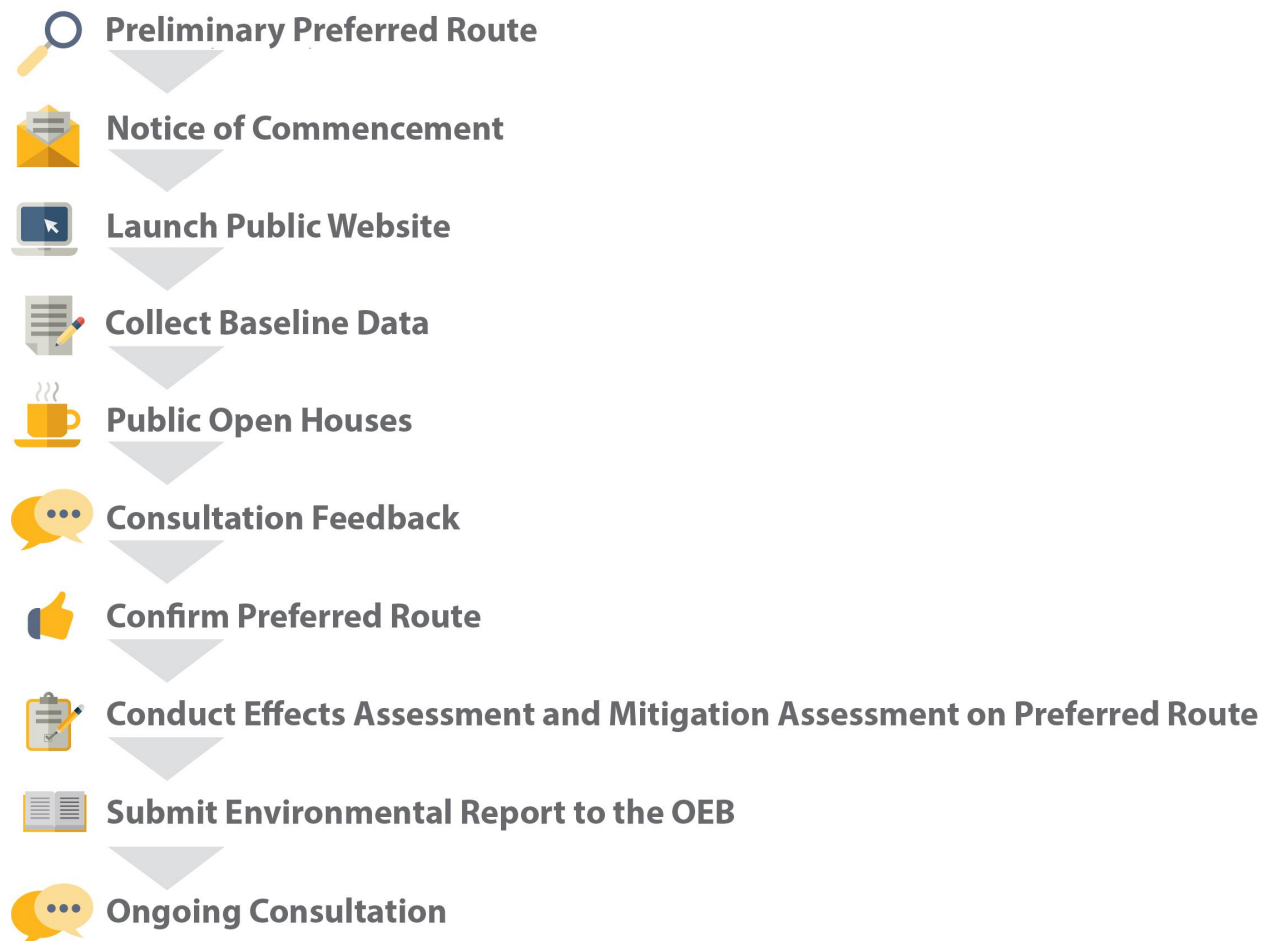 Preliminary Preferred Route
Notice of Commencement
Launch Public Website
Collect Baseline Data
Public Open Houses
Consultation Feedback
Confirm Preferred Route
Conduct Effects Assessment and Mitigation Assessment on Preferred Route
Submit Environmental Report to the OEB
Ongoing Consultation